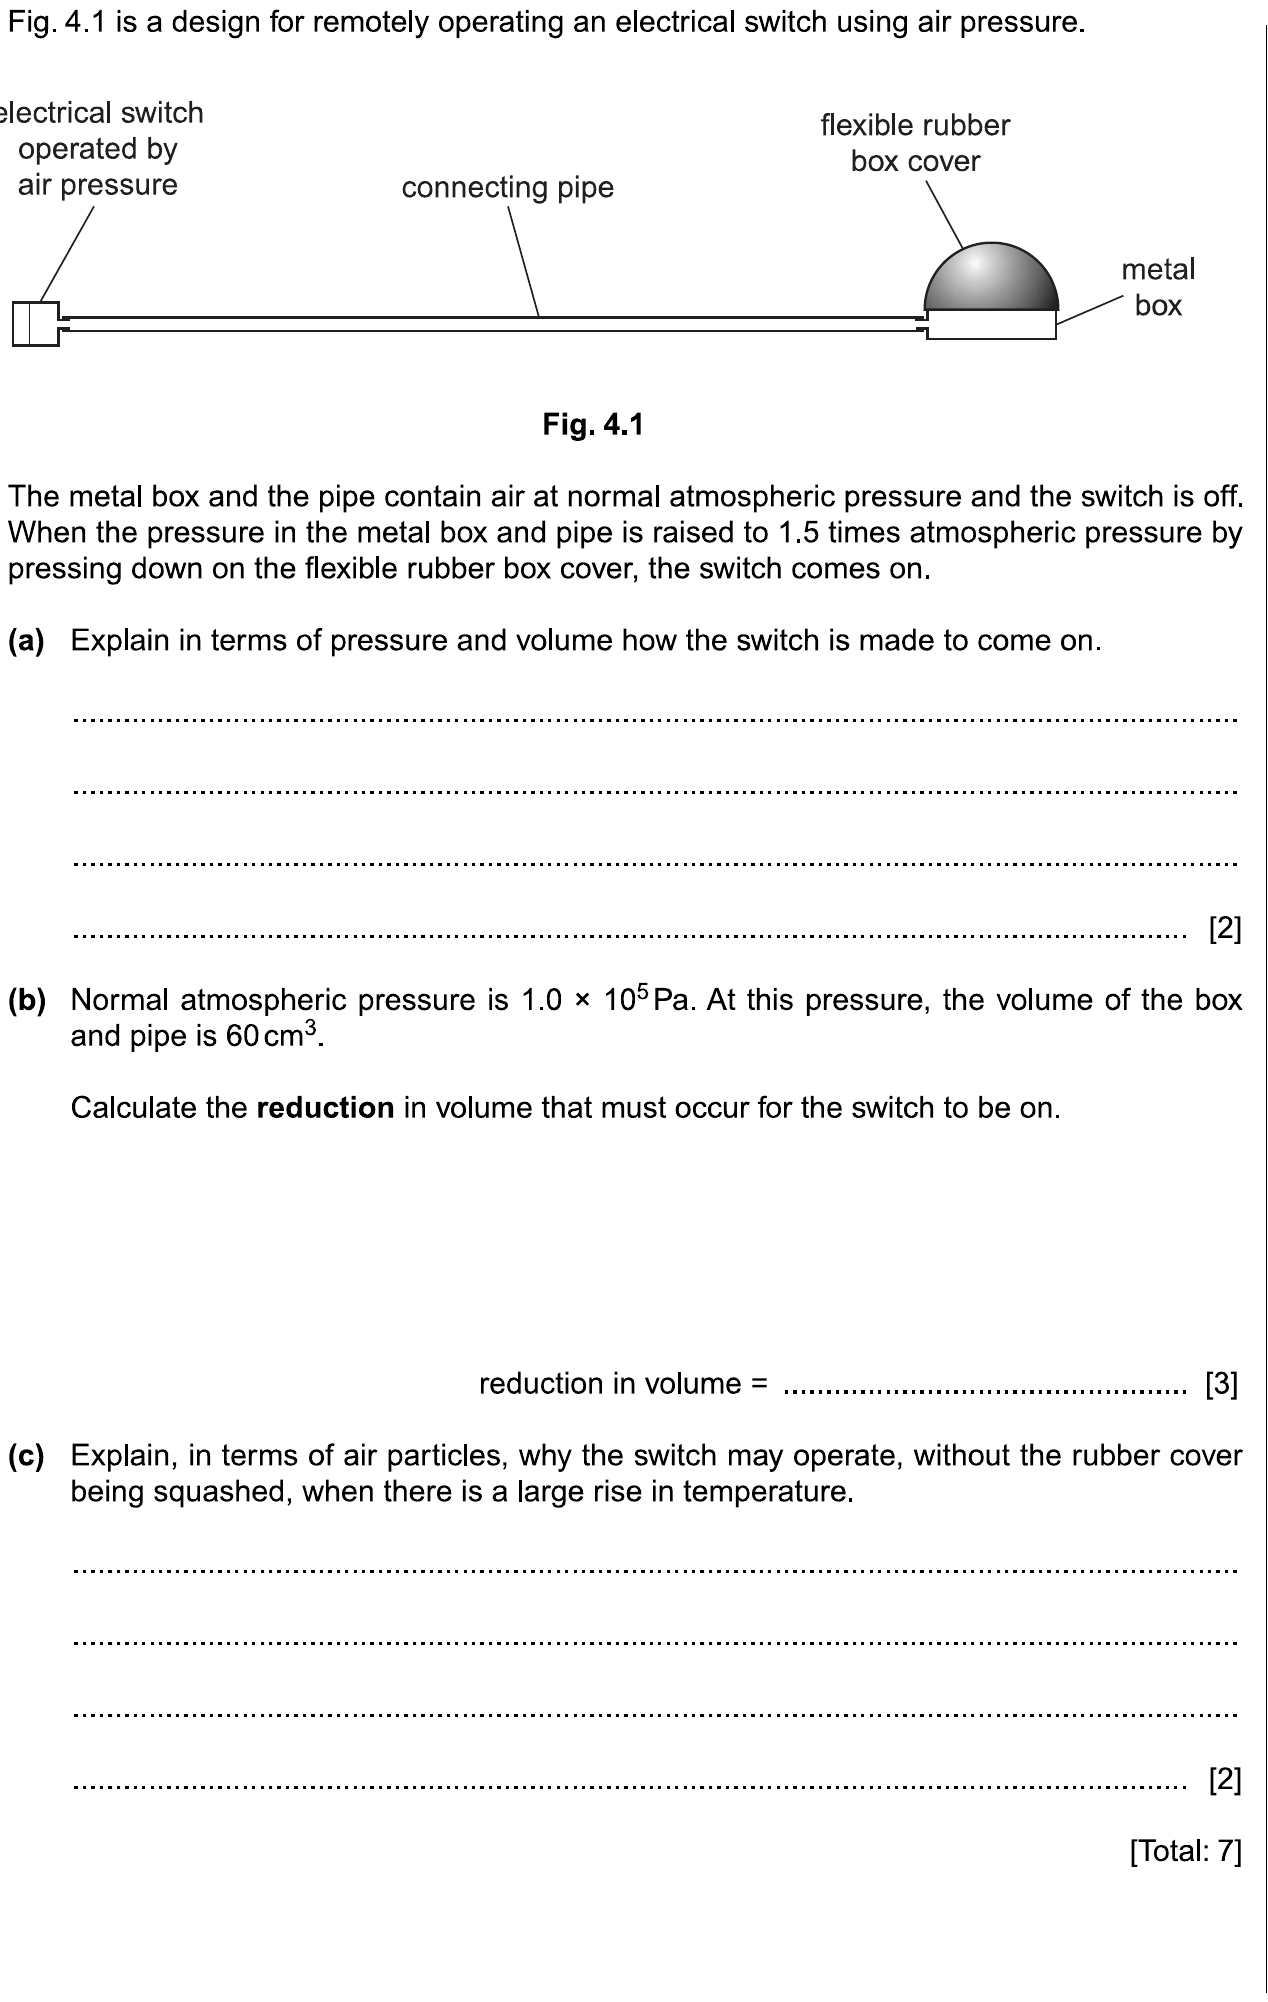 Fig. 4.1 is a design for remotely operating an electrical switch using air pressure.
electrical switch
operated by
air pressure
connecting pipe
flexible rubber
box cover
metal
box
Fig. 4.1
The metal box and the pipe contain air at normal atmospheric pressure and the switch is off.
When the pressure in the metal box and pipe is raised to 1.5 times atmospheric pressure by
pressing down on the flexible rubber box cover, the switch comes on.
(a) Explain in terms of pressure and volume how the switch is made to come on.
[2]
(b) Normal atmospheric pressure is 1.0 × 10⁵ Pa. At this pressure, the volume of the box
and pipe is 60 cm³.
Calculate the reduction in volume that must occur for the switch to be on.
reduction in volume = .................................................. [3]
(c) Explain, in terms of air particles, why the switch may operate, without the rubber cover
being squashed, when there is a large rise in temperature.
[2]
[Total: 7]